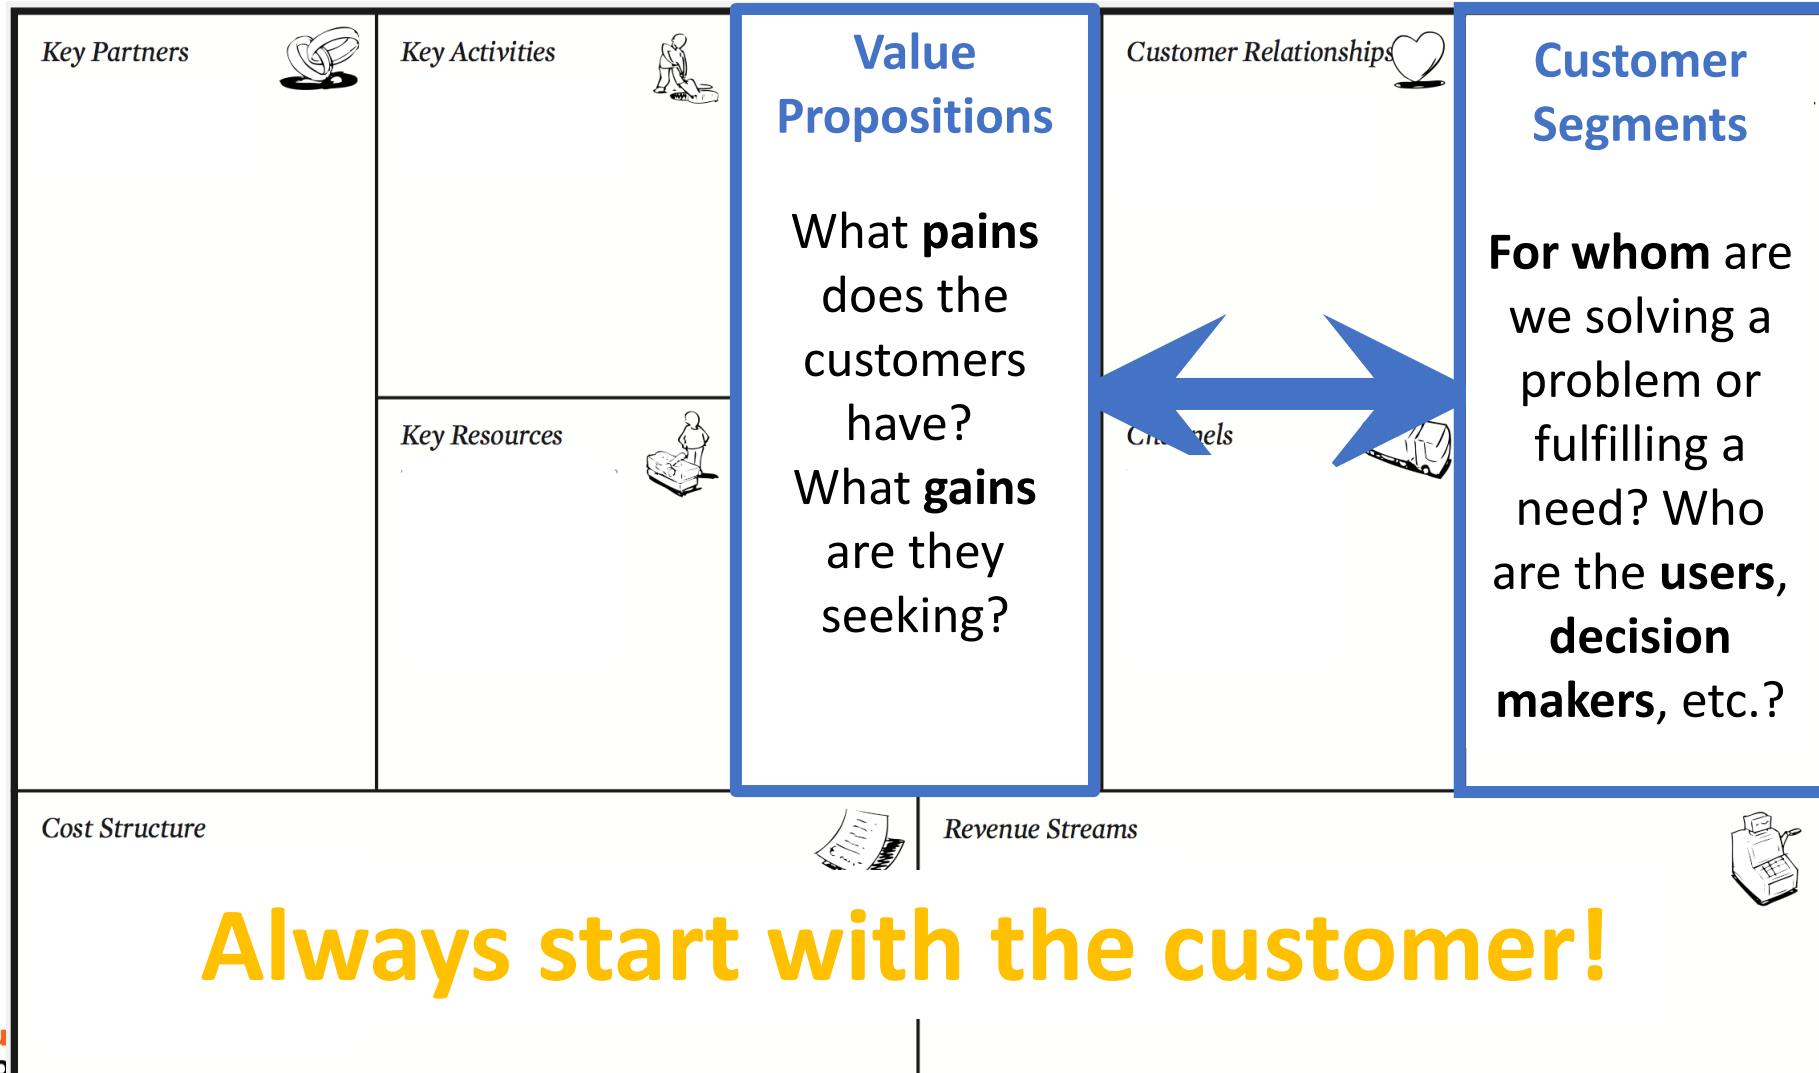 Key Partners
Key Activities
Value
Propositions
What pains
does the
customers
have?
What gains
are they
seeking?
Customer Relationships
Customer
Segments
For whom are
we solving a
problem or
fulfilling a
need? Who
are the users,
decision
makers, etc.?
Key Resources
Cost Structure
Revenue Streams
Always start with the customer!